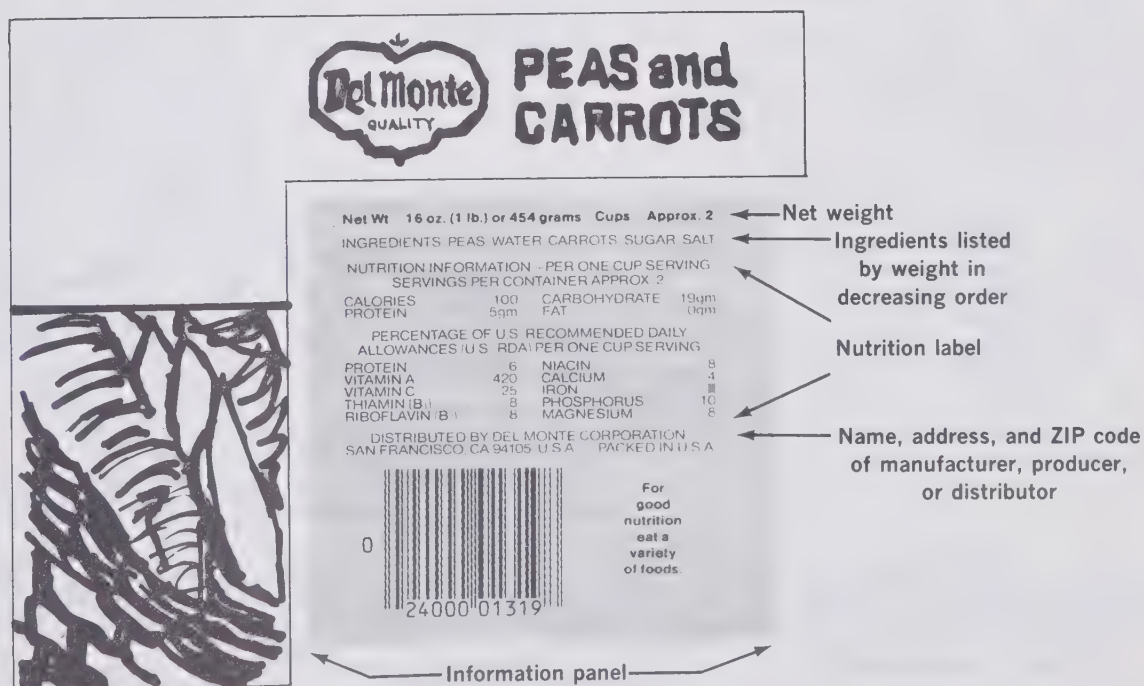 Del Monte
QUALITY
PEAS and
CARROTS
Net Wt 16 oz. (1 lb.) or 454 grams Cups Approx. 2
Net weight
INGREDIENTS PEAS WATER CARROTS SUGAR SALT
Ingredients listed
by weight in
decreasing order
NUTRITION INFORMATION - PER ONE CUP SERVING
SERVINGS PER CONTAINER APPROX 2
CALORIES 100 CARBOHYDRATE 19gm
PROTEIN 5gm FAT 0gm
PERCENTAGE OF U.S. RECOMMENDED DAILY
ALLOWANCES (U S RDA) PER ONE CUP SERVING
Nutrition label
PROTEIN 6 NIACIN 8
VITAMIN A 420 CALCIUM 4
VITAMIN C 25 IRON
THIAMIN (B1) 8 PHOSPHORUS 10
RIBOFLAVIN (B ) 8 MAGNESIUM 8
DISTRIBUTED BY DEL MONTE CORPORATION
SAN FRANCISCO, CA 94105 U S A PACKED IN U S A
Name, address, and ZIP code
of manufacturer, producer,
or distributor
For
good
nutrition
eat a
variety
of foods.
0
24000 01319
Information panel